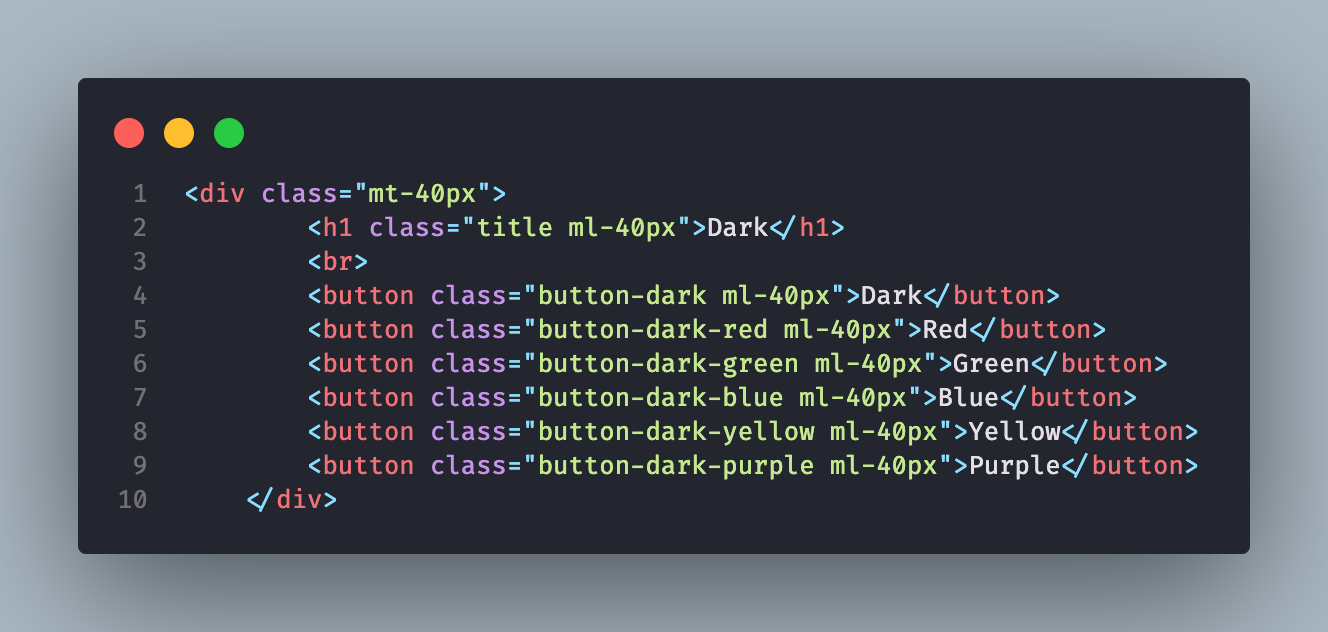 1 <div class="mt-40px">
2         <h1 class="title ml-40px">Dark</h1>
3         <br>
4         <button class="button-dark ml-40px">Dark</button>
5         <button class="button-dark-red ml-40px">Red</button>
6         <button class="button-dark-green ml-40px">Green</button>
7         <button class="button-dark-blue ml-40px">Blue</button>
8         <button class="button-dark-yellow ml-40px">Yellow</button>
9         <button class="button-dark-purple ml-40px">Purple</button>
10     </div>